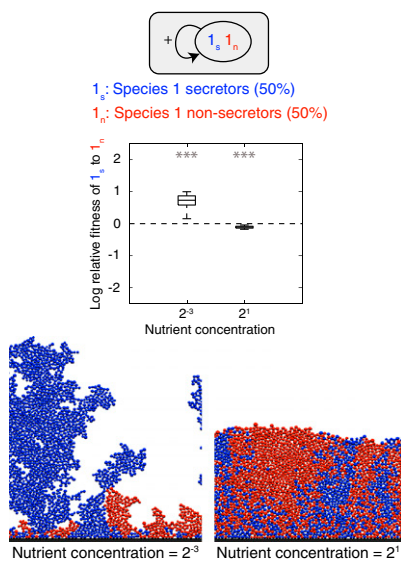 +
1s 1n
1s: Species 1 secretors (50%)
1n: Species 1 non-secretors (50%)
Log relative fitness of 1s to 1n
*** ***
2
1
0
-1
-2
2-3 21
Nutrient concentration
Nutrient concentration = 2-3
Nutrient concentration = 21